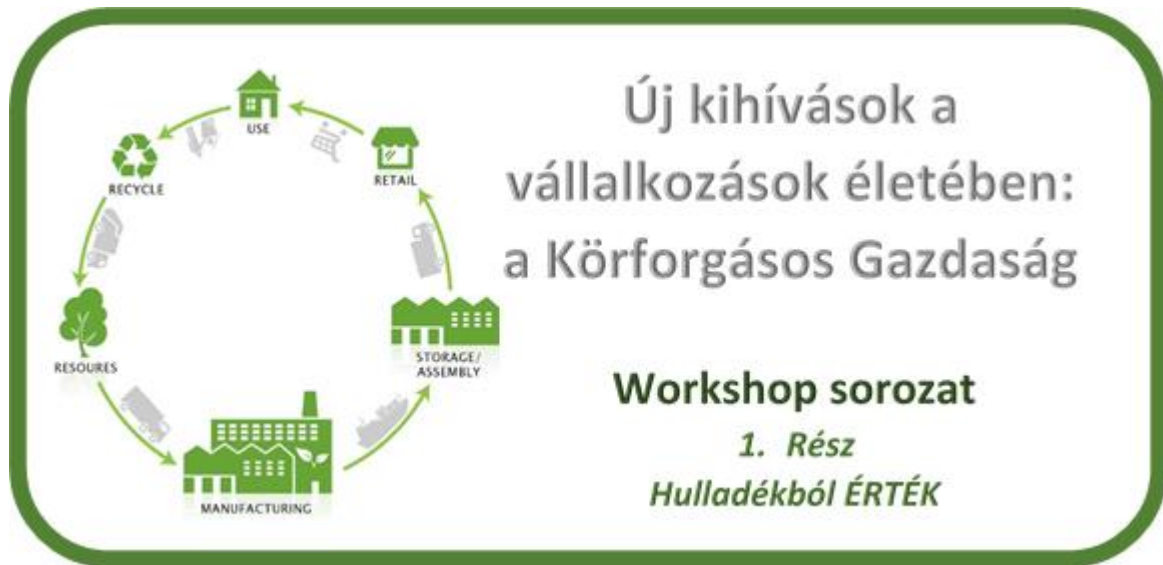 USE
RECYCLE
RETAIL
RESOURES
STORAGE/
ASSEMBLY
MANUFACTURING
Új kihívások a
vállalkozások életében:
a Körforgásos Gazdaság
Workshop sorozat
1. Rész
Hulladékból ÉRTÉK